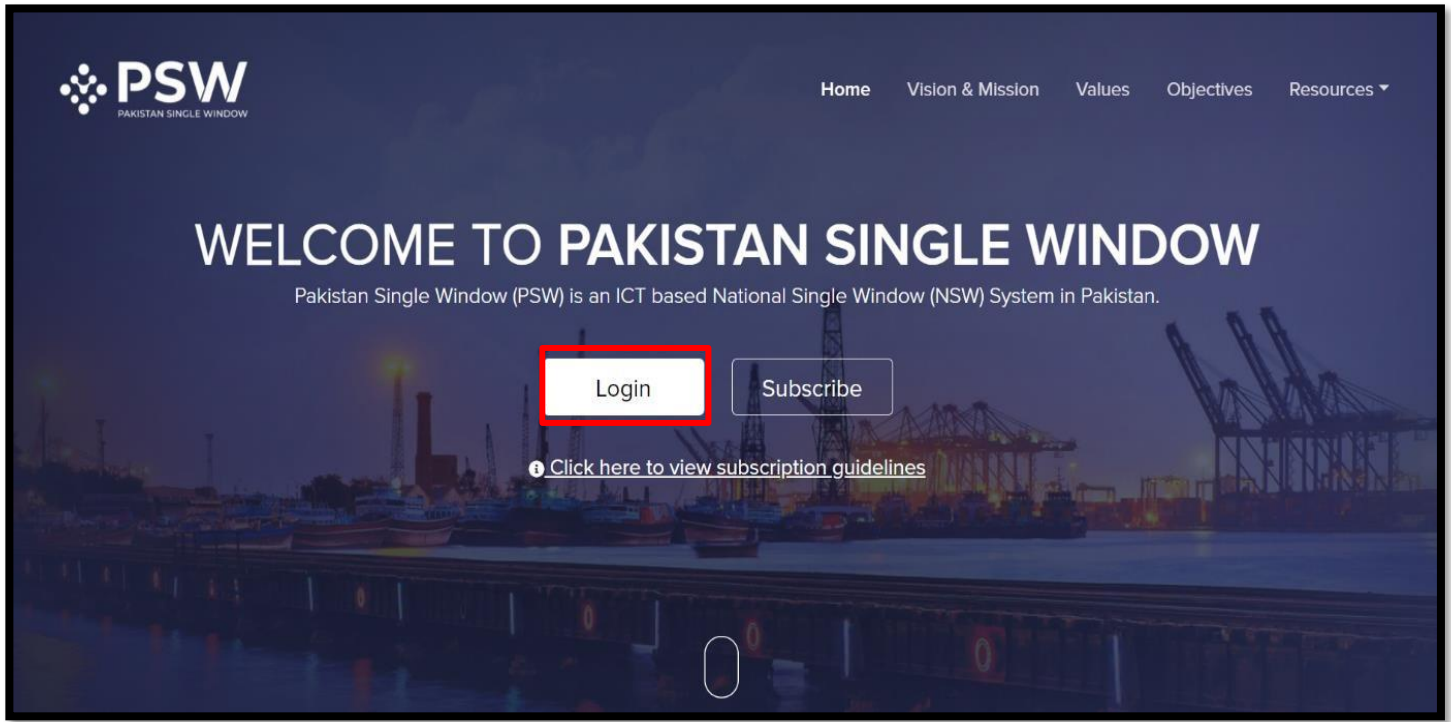 PSW
PAKISTAN SINGLE WINDOW
Home Vision & Mission Values Objectives Resources
WELCOME TO PAKISTAN SINGLE WINDOW
Pakistan Single Window (PSW) is an ICT based National Single Window (NSW) System in Pakistan.
Login Subscribe
Click here to view subscription guidelines